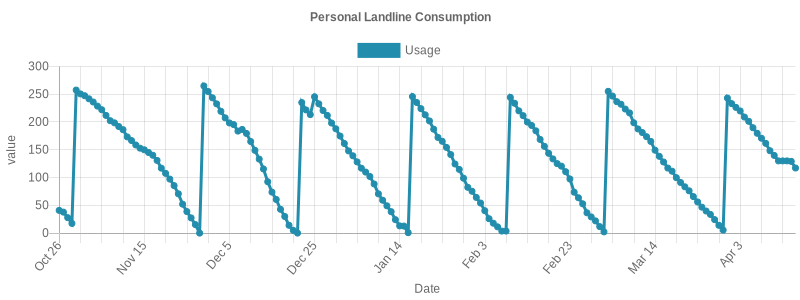 Personal Landline Consumption
Usage
300
250
200
150
100
50
0
value
Oct 26
Nov 15
Dec 5
Dec 25
Jan 14
Feb 3
Feb 23
Mar 14
Apr 3
Date